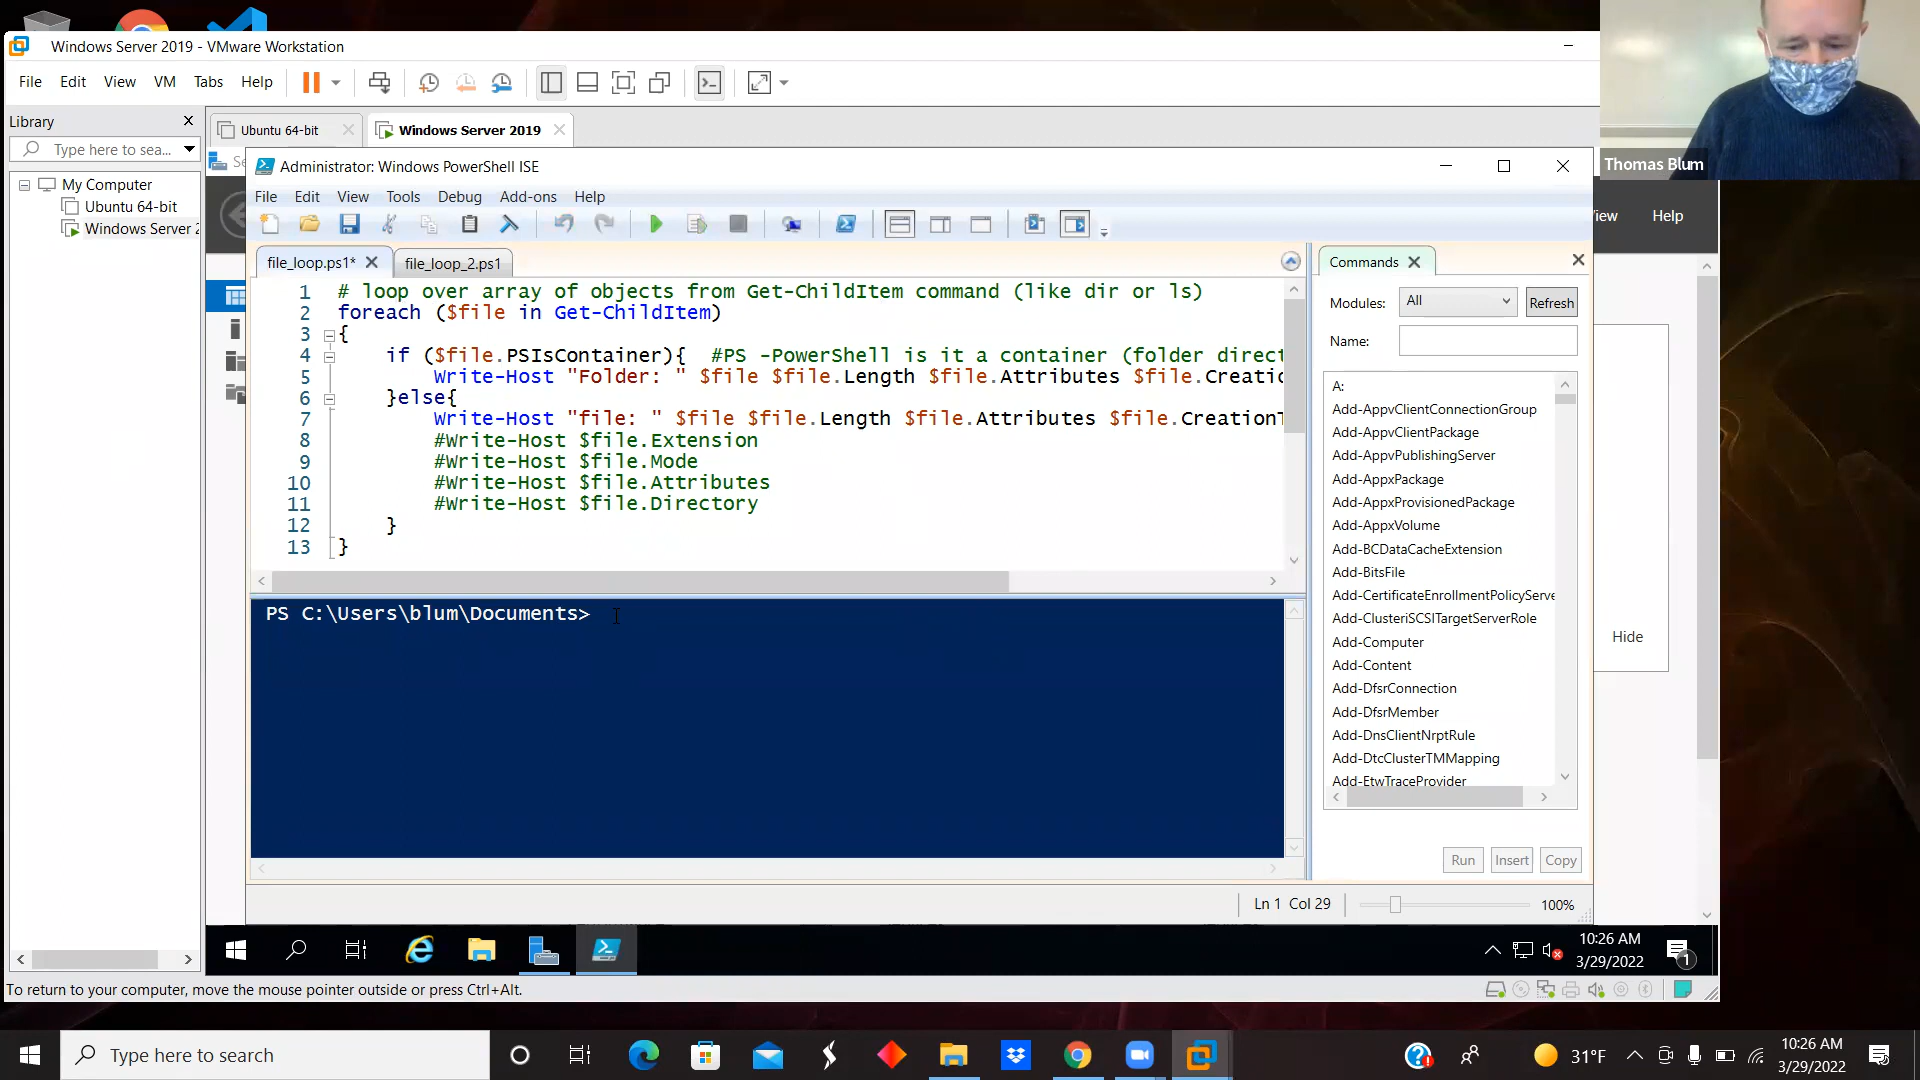 Windows Server 2019 - VMware Workstation
File Edit View VM Tabs Help
Library
Type here to sea...
My Computer
Ubuntu 64-bit
Windows Server 2
Ubuntu 64-bit
Windows Server 2019
Se
Administrator: Windows PowerShell ISE
File Edit View Tools Debug Add-ons Help
file_loop.ps1*
file_loop_2.ps1
1 # loop over array of objects from Get-ChildItem command (like dir or ls)
2 foreach ($file in Get-ChildItem)
3 {
4 if ($file.PSIsContainer){ #PS -PowerShell is it a container (folder direct
5 Write-Host "Folder: " $file $file.Length $file.Attributes $file.Creatio
6 }else{
7 Write-Host "file: " $file $file.Length $file.Attributes $file.CreationT
8 #Write-Host $file.Extension
9 #Write-Host $file.Mode
10 #Write-Host $file.Attributes
11 #Write-Host $file.Directory
12 }
13 }
PS C:\Users\blum\Documents>
Commands
Modules: All Refresh
Name:
A:
Add-AppvClientConnectionGroup
Add-AppvClientPackage
Add-AppvPublishingServer
Add-AppxPackage
Add-AppxProvisionedPackage
Add-AppxVolume
Add-BCDataCacheExtension
Add-BitsFile
Add-CertificateEnrollmentPolicyServe
Add-ClusteriSCSITargetServerRole
Add-Computer
Add-Content
Add-DfsrConnection
Add-DfsrMember
Add-DnsClientNrptRule
Add-DtcClusterTMMapping
Add-EtwTraceProvider
Run Insert Copy
Ln 1 Col 29
100%
Thomas Blum
iew Help
Hide
10:26 AM
3/29/2022
1
To return to your computer, move the mouse pointer outside or press Ctrl+Alt.
Type here to search
31°F
10:26 AM
3/29/2022